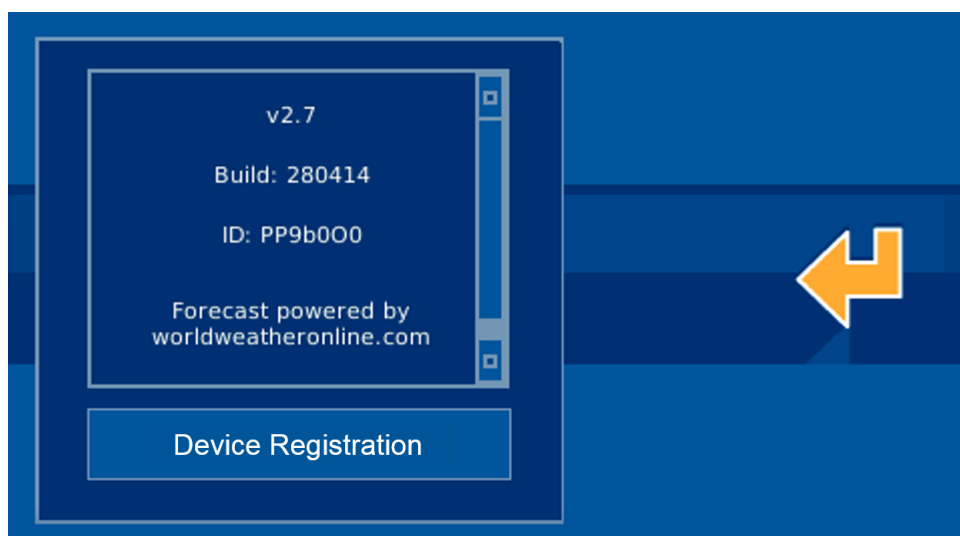 v2.7
Build: 280414
ID: PP9b0O0
Forecast powered by
worldweatheronline.com
Device Registration